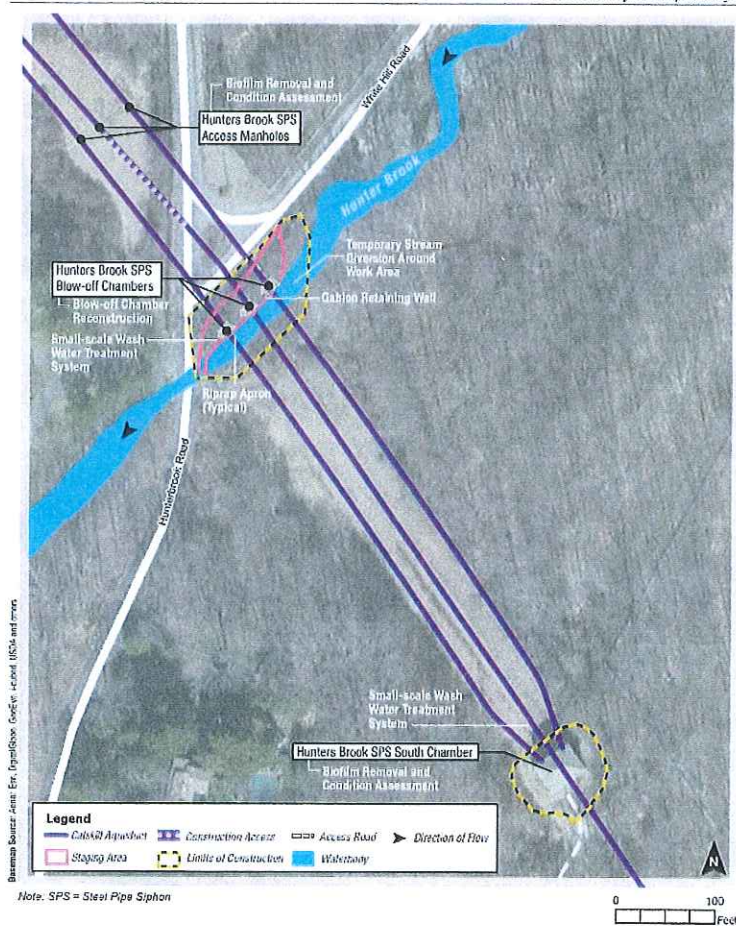 Biofilm Removal and
Condition Assessment
Hunters Brook SPS
Access Manholes
White Hill Road
Hunter Brook
Temporary Stream
Diversion Around
Work Area
Hunters Brook SPS
Blow-off Chambers
Gabion Retaining Wall
Blow-off Chamber
Reconstruction
Small-scale Wash
Water Treatment
System
Riprap Apron
(Typical)
Hunterbrook Road
Small-scale Wash
Water Treatment
System
Hunters Brook SPS South Chamber
Biofilm Removal and
Condition Assessment
Legend
Catskill Aqueduct
Construction Access
Access Road
Direction of Flow
Staging Area
Limits of Construction
Waterbody
N
Note: SPS = Steel Pipe Siphon
0 100
Feet